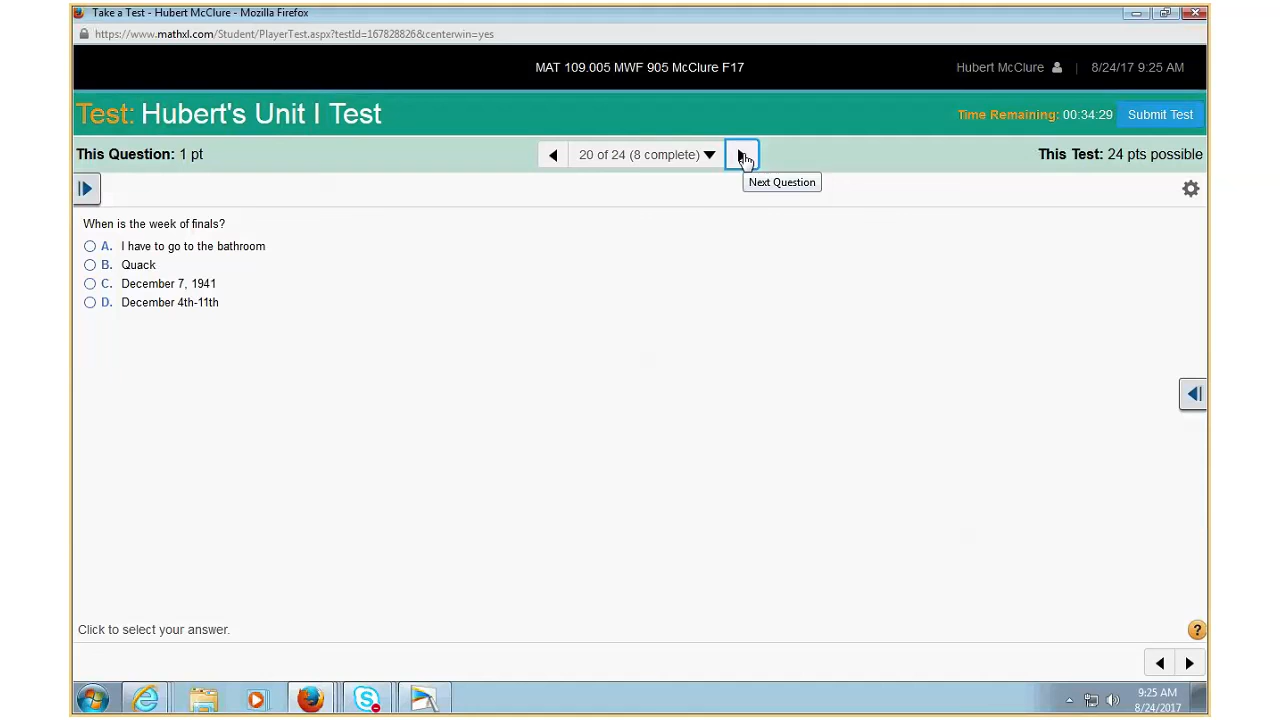 Take a Test - Hubert McClure - Mozilla Firefox
https://www.mathxl.com/Student/PlayerTest.aspx?testId=167828826&centerwin=yes
MAT 109.005 MWF 905 McClure F17
Hubert McClure | 8/24/17 9:25 AM
Test: Hubert's Unit I Test
Time Remaining: 00:34:29
Submit Test
This Question: 1 pt
20 of 24 (8 complete)
This Test: 24 pts possible
Next Question
When is the week of finals?
A. I have to go to the bathroom
B. Quack
C. December 7, 1941
D. December 4th-11th
Click to select your answer.
?
9:25 AM
8/24/2017